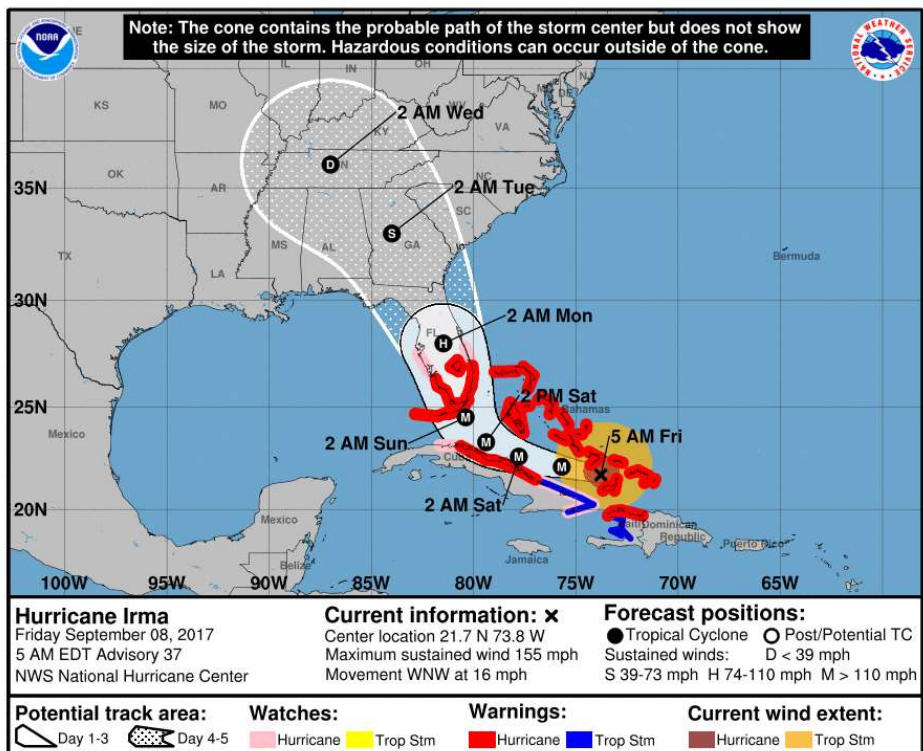 Note: The cone contains the probable path of the storm center but does not show
the size of the storm. Hazardous conditions can occur outside of the cone.
NOAA
NATIONAL WEATHER SERVICE
IL
IN
OH
NJ
KS
MO
WV
DE
KY
VA
2 AM Wed
D
OK
AR
NC
35N
2 AM Tue
SC
S
MS
AL
GA
TX
LA
Bermuda
30N
FL
2 AM Mon
H
25N
2 PM Sat
Bahamas
M
2 AM Sun
M
5 AM Fri
Mexico
M
M
2 AM Sat
20N
Mexico
Haiti
Dominican
Republic
Puerto Rico
Jamaica
Belize
100W 95W 90W 85W 80W 75W 70W 65W
Hurricane Irma
Friday September 08, 2017
5 AM EDT Advisory 37
NWS National Hurricane Center
Current information: x
Center location 21.7 N 73.8 W
Maximum sustained wind 155 mph
Movement WNW at 16 mph
Forecast positions:
Tropical Cyclone Post/Potential TC
Sustained winds: D < 39 mph
S 39-73 mph H 74-110 mph M > 110 mph
Potential track area:
Day 1-3 Day 4-5
Watches:
Hurricane Trop Stm
Warnings:
Hurricane Trop Stm
Current wind extent:
Hurricane Trop Stm